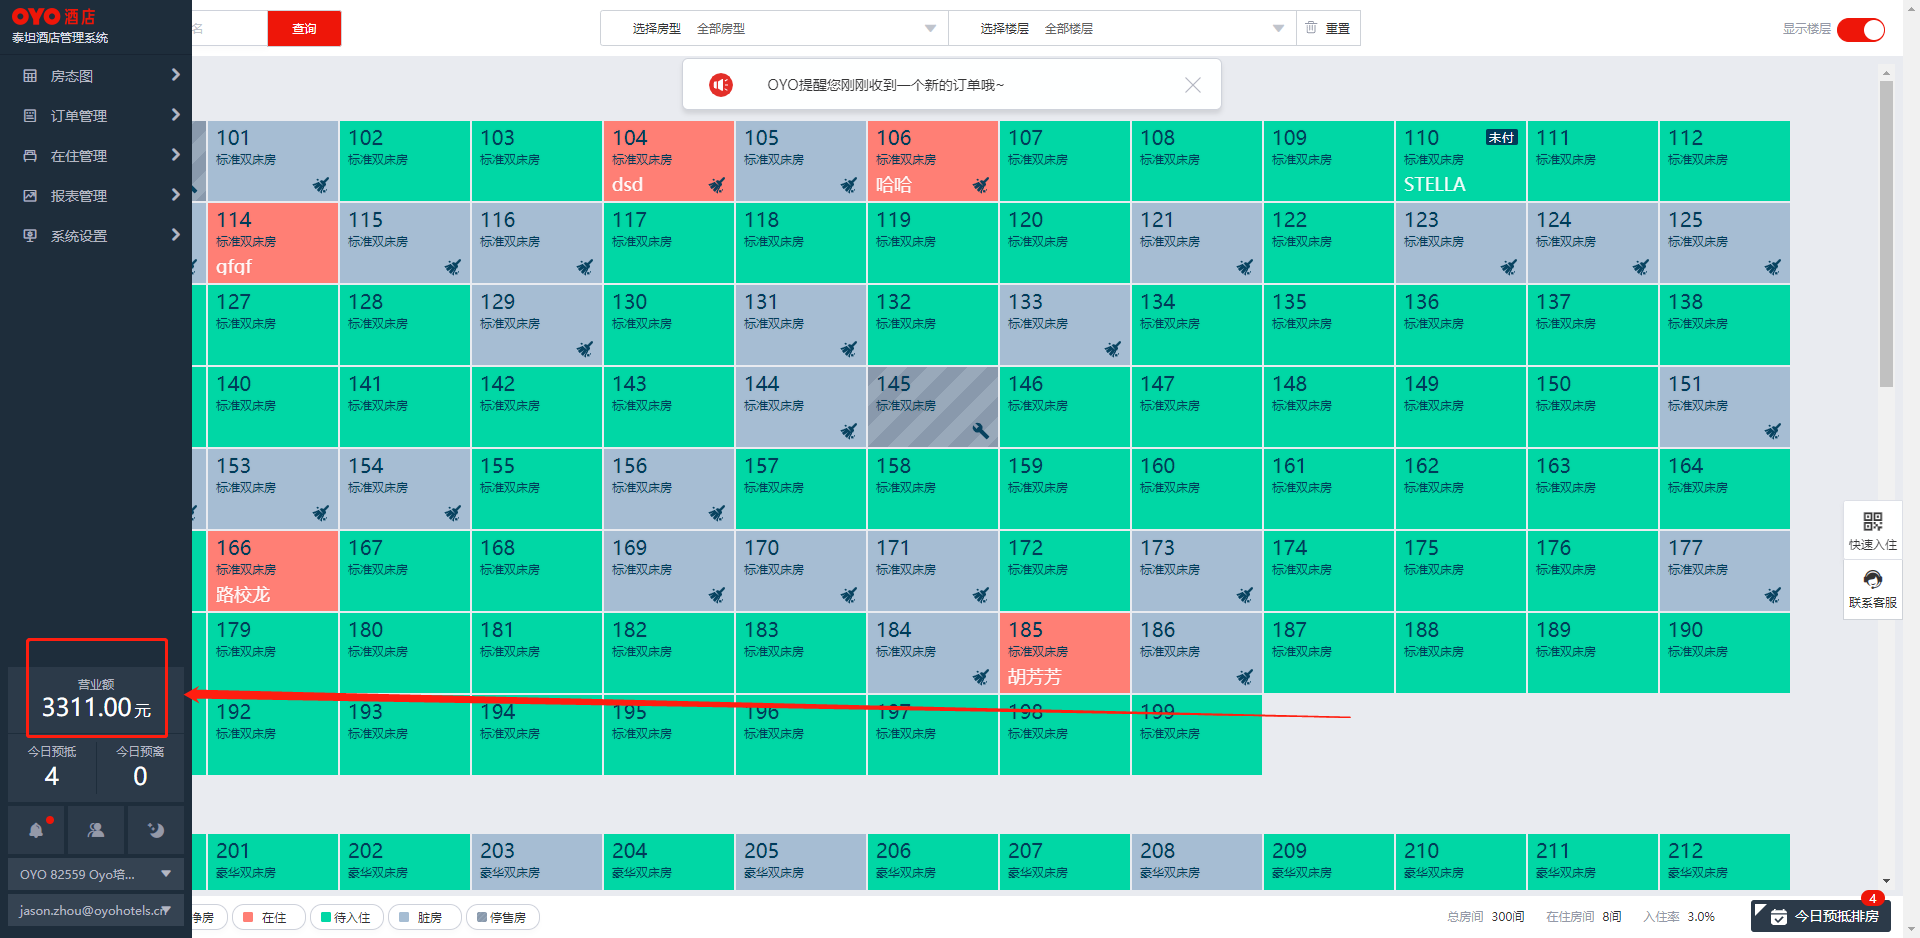 OYO 酒店
泰坦酒店管理系统
名
查询
选择房型 全部房型
选择楼层 全部楼层
重置
显示楼层
OYO提醒您刚刚收到一个新的订单哦~
房态图
订单管理
在住管理
报表管理
系统设置
101 102 103 104 105 106 107 108 109 110 未付 111 112
标准双床房 标准双床房 标准双床房 标准双床房 标准双床房 标准双床房 标准双床房 标准双床房 标准双床房 标准双床房 标准双床房 标准双床房
dsd 哈哈 STELLA
114 115 116 117 118 119 120 121 122 123 124 125
标准双床房 标准双床房 标准双床房 标准双床房 标准双床房 标准双床房 标准双床房 标准双床房 标准双床房 标准双床房 标准双床房 标准双床房
gfgf
127 128 129 130 131 132 133 134 135 136 137 138
标准双床房 标准双床房 标准双床房 标准双床房 标准双床房 标准双床房 标准双床房 标准双床房 标准双床房 标准双床房 标准双床房 标准双床房
140 141 142 143 144 145 146 147 148 149 150 151
标准双床房 标准双床房 标准双床房 标准双床房 标准双床房 标准双床房 标准双床房 标准双床房 标准双床房 标准双床房 标准双床房 标准双床房
153 154 155 156 157 158 159 160 161 162 163 164
标准双床房 标准双床房 标准双床房 标准双床房 标准双床房 标准双床房 标准双床房 标准双床房 标准双床房 标准双床房 标准双床房 标准双床房
166 167 168 169 170 171 172 173 174 175 176 177
标准双床房 标准双床房 标准双床房 标准双床房 标准双床房 标准双床房 标准双床房 标准双床房 标准双床房 标准双床房 标准双床房 标准双床房
路校龙
179 180 181 182 183 184 185 186 187 188 189 190
标准双床房 标准双床房 标准双床房 标准双床房 标准双床房 标准双床房 标准双床房 标准双床房 标准双床房 标准双床房 标准双床房 标准双床房
胡芳芳
192 193 194 195 196 197 198 199
标准双床房 标准双床房 标准双床房 标准双床房 标准双床房 标准双床房 标准双床房 标准双床房
201 202 203 204 205 206 207 208 209 210 211 212
豪华双床房 豪华双床房 豪华双床房 豪华双床房 豪华双床房 豪华双床房 豪华双床房 豪华双床房 豪华双床房 豪华双床房 豪华双床房 豪华双床房
快速入住
联系客服
营业额
3311.00元
今日预抵 今日预离
4 0
OYO 82559 Oyo培...
jason.zhou@oyohotels.cn
净房 在住 待入住 脏房 停售房
总房间 300间 在住房间 8间 入住率 3.0%
今日预抵排房
4